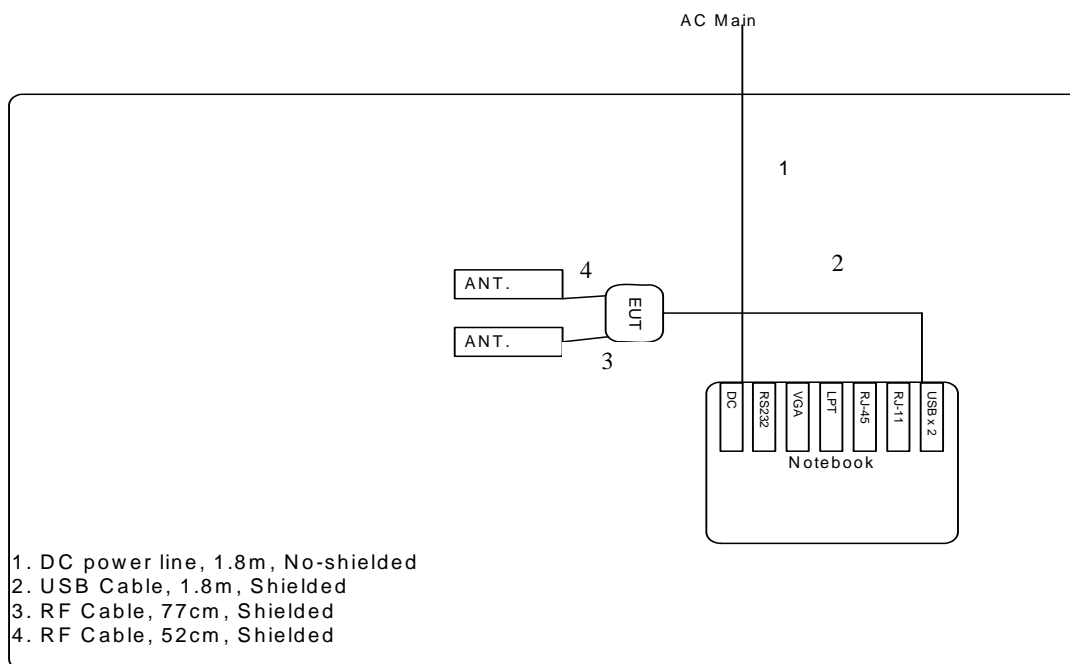 AC Main
1
2
4
ANT.
EUT
ANT.
3
DC
RS232
VGA
LPT
RJ-45
RJ-11
USB x 2
Notebook
1. DC power line, 1.8m, No-shielded
2. USB Cable, 1.8m, Shielded
3. RF Cable, 77cm, Shielded
4. RF Cable, 52cm, Shielded